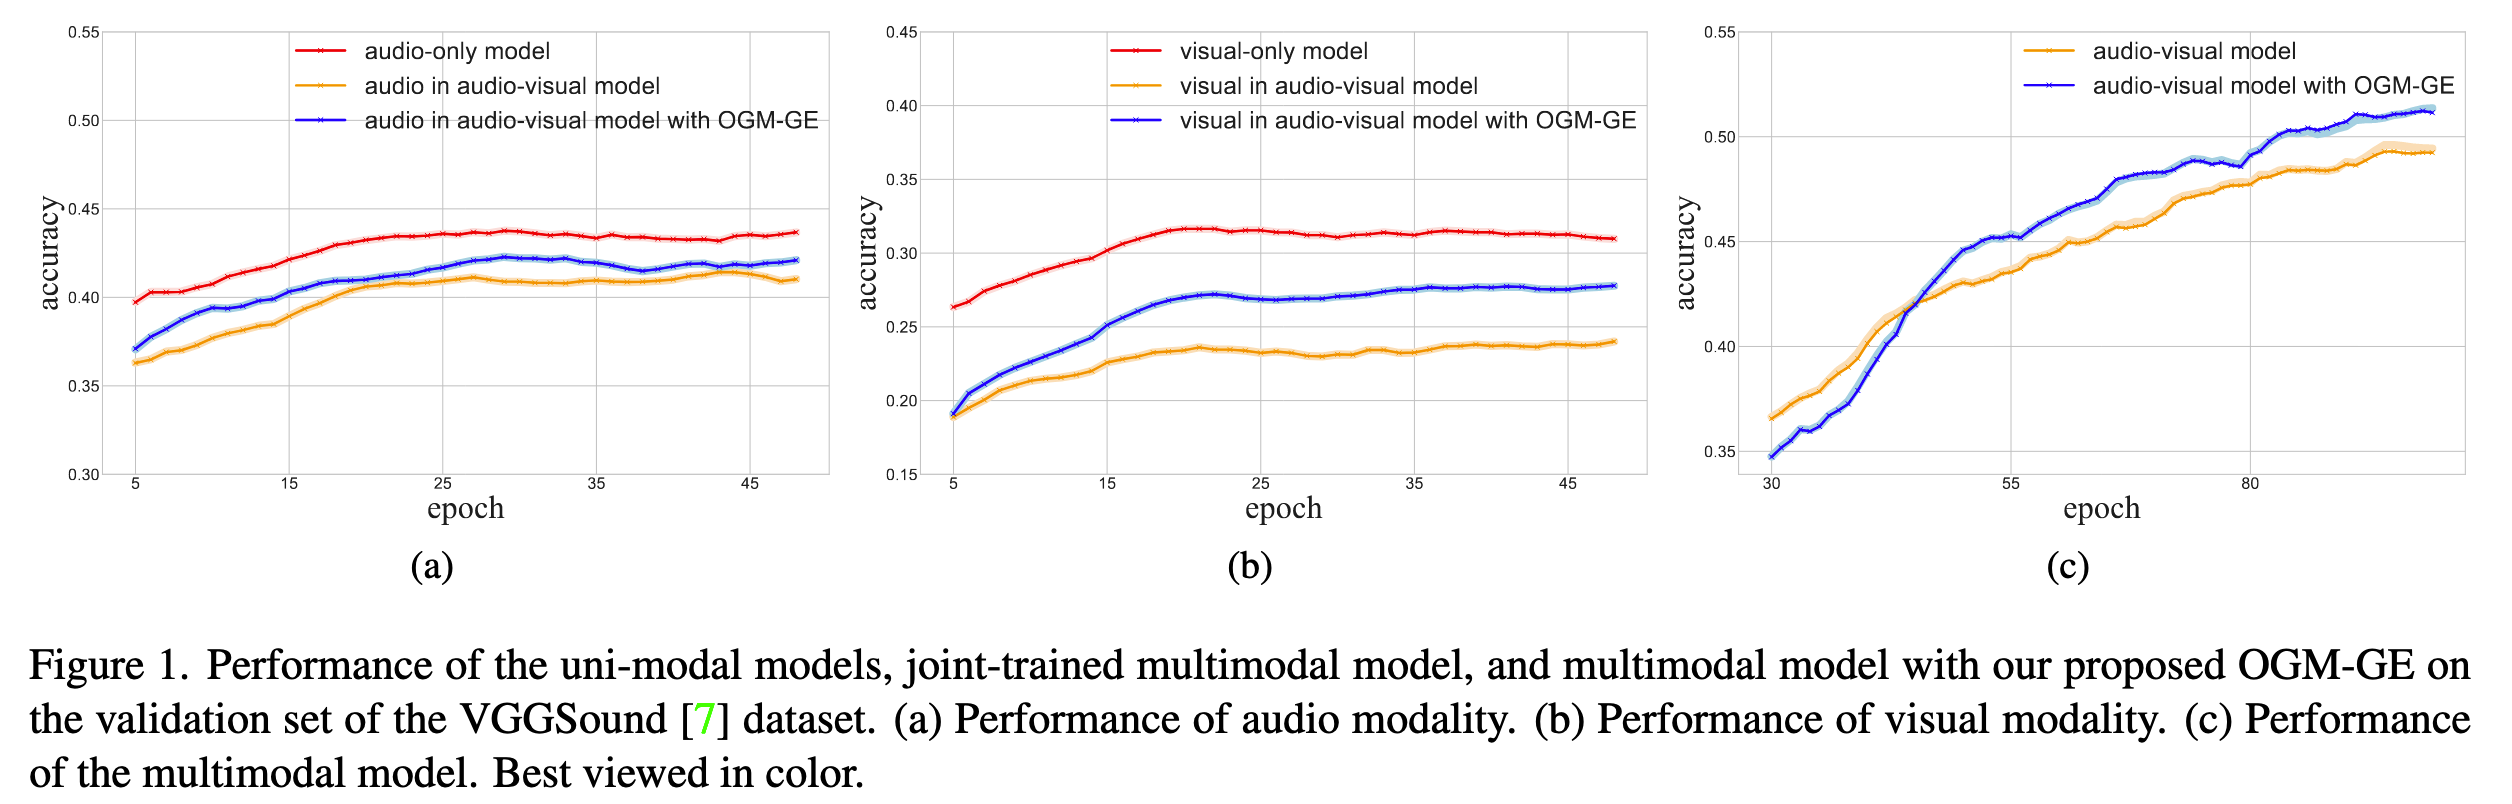 audio-only model
audio in audio-visual model
audio in audio-visual model with OGM-GE
0.55
0.50
0.45
0.40
0.35
0.30
accuracy
5 15 25 35 45
epoch
(a)
visual-only model
visual in audio-visual model
visual in audio-visual model with OGM-GE
0.45
0.40
0.35
0.30
0.25
0.20
0.15
accuracy
5 15 25 35 45
epoch
(b)
audio-visual model
audio-visual model with OGM-GE
0.55
0.50
0.45
0.40
0.35
accuracy
30 55 80
epoch
(c)
Figure 1. Performance of the uni-modal models, joint-trained multimodal model, and multimodal model with our proposed OGM-GE on
the validation set of the VGGSound [7] dataset. (a) Performance of audio modality. (b) Performance of visual modality. (c) Performance
of the multimodal model. Best viewed in color.